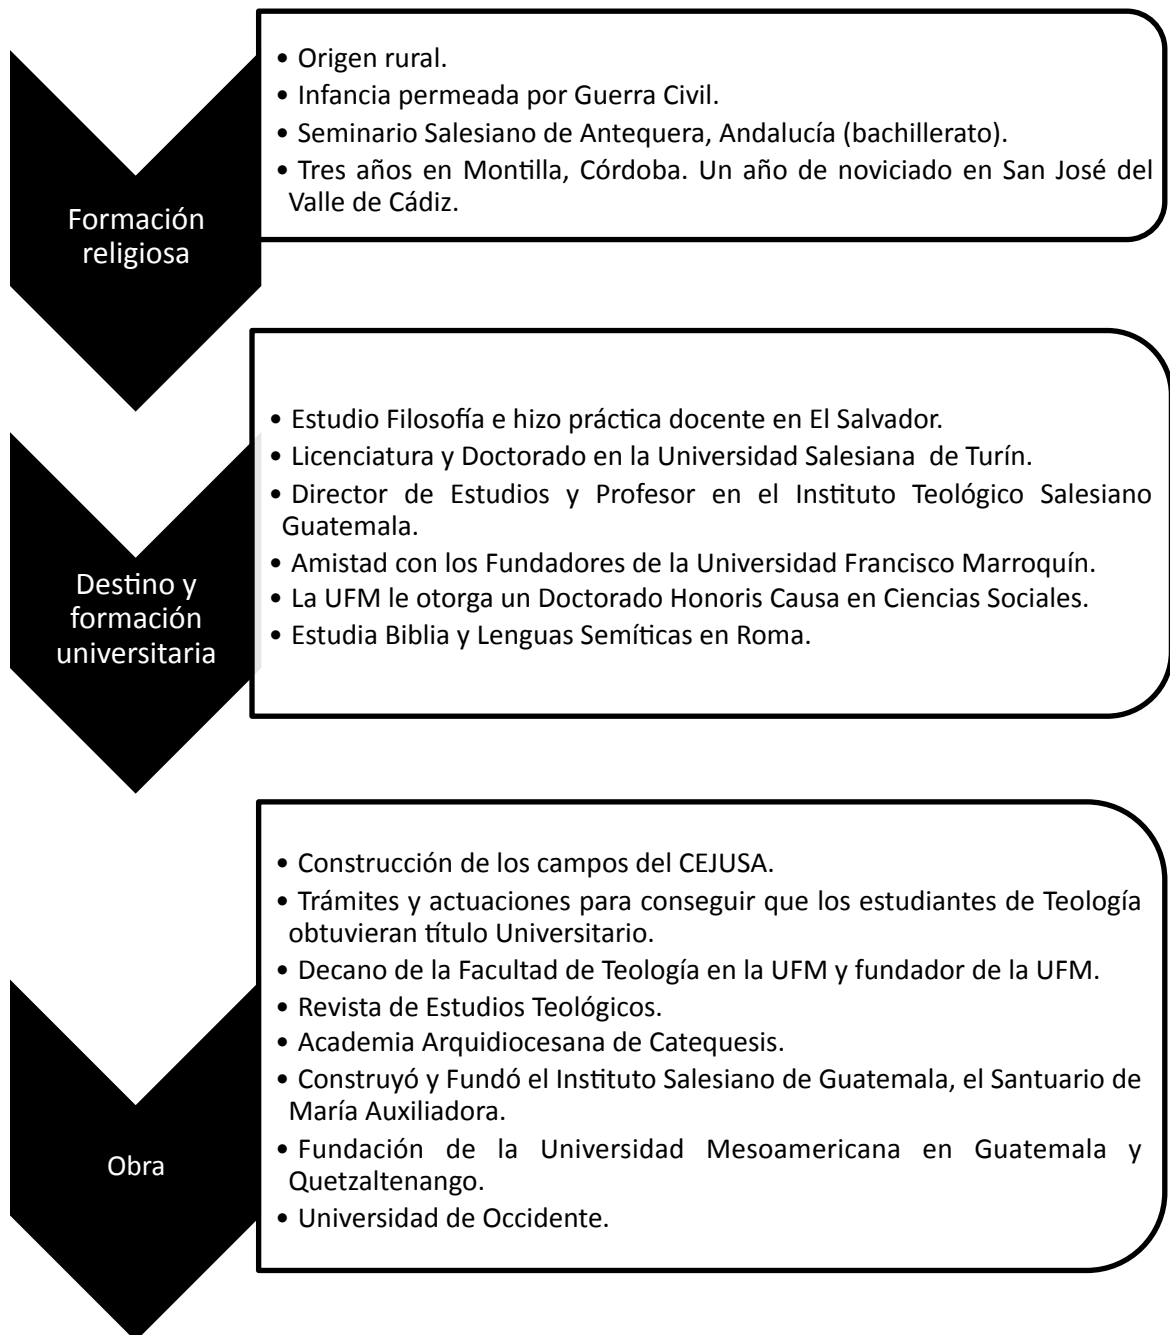 Formación
religiosa
• Origen rural.
• Infancia permeada por Guerra Civil.
• Seminario Salesiano de Antequera, Andalucía (bachillerato).
• Tres años en Montilla, Córdoba. Un año de noviciado en San José del
Valle de Cádiz.
Destino y
formación
universitaria
• Estudio Filosofía e hizo práctica docente en El Salvador.
• Licenciatura y Doctorado en la Universidad Salesiana de Turín.
• Director de Estudios y Profesor en el Instituto Teológico Salesiano
Guatemala.
• Amistad con los Fundadores de la Universidad Francisco Marroquín.
• La UFM le otorga un Doctorado Honoris Causa en Ciencias Sociales.
• Estudia Biblia y Lenguas Semíticas en Roma.
Obra
• Construcción de los campos del CEJUSA.
• Trámites y actuaciones para conseguir que los estudiantes de Teología
obtuvieran título Universitario.
• Decano de la Facultad de Teología en la UFM y fundador de la UFM.
• Revista de Estudios Teológicos.
• Academia Arquidiocesana de Catequesis.
• Construyó y Fundó el Instituto Salesiano de Guatemala, el Santuario de
María Auxiliadora.
• Fundación de la Universidad Mesoamericana en Guatemala y
Quetzaltenango.
• Universidad de Occidente.